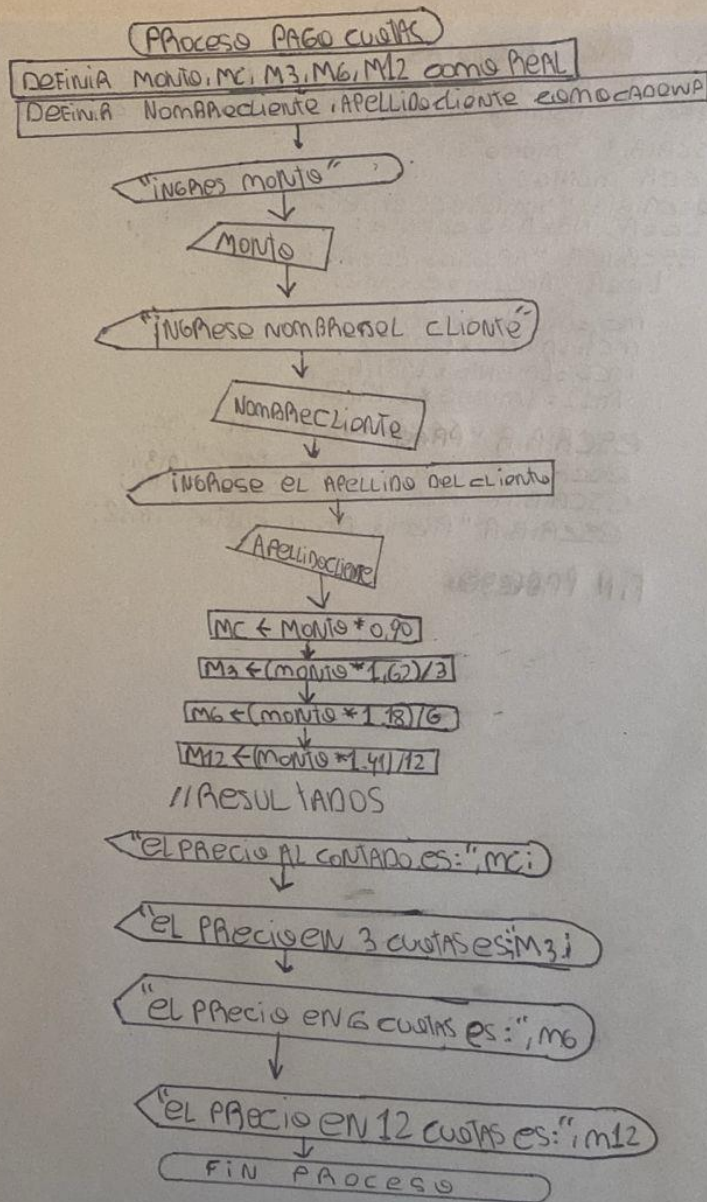 PROCESO PAGO CUOTAS
DEFINIR MONTO, MC, M3, M6, M12 como REAL
DEFINIR NOMBRECLIENTE, APELLIDOCLIENTE COMO CADENA
"INGRES MONTO"
MONTO
"INGRESE NOMBRE DEL CLIENTE"
NOMBRECLIENTE
INGRESE EL APELLIDO DEL CLIENTE
APELLIDOCLIENTE
MC ← MONTO * 0,90
M3 ← (MONTO * 1,62)/3
M6 ← (MONTO * 1.18)/6
M12 ← (MONTO * 1.41)/12
//RESULTADOS
"EL PRECIO AL CONTADO es:", mc;
"EL PRECIO EN 3 CUOTAS es:", M3;
"EL PRECIO EN 6 CUOTAS es:", M6
"EL PRECIO EN 12 CUOTAS es:", m12
FIN PROCESO